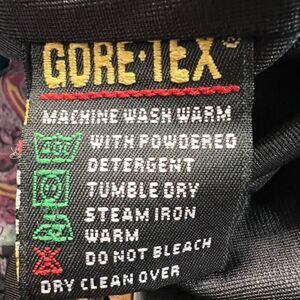 GORE-TEX
MACHINE WASH WARM
WITH POWDERED
DETERGENT
TUMBLE DRY
STEAM IRON
WARM
DO NOT BLEACH
DRY CLEAN OVER